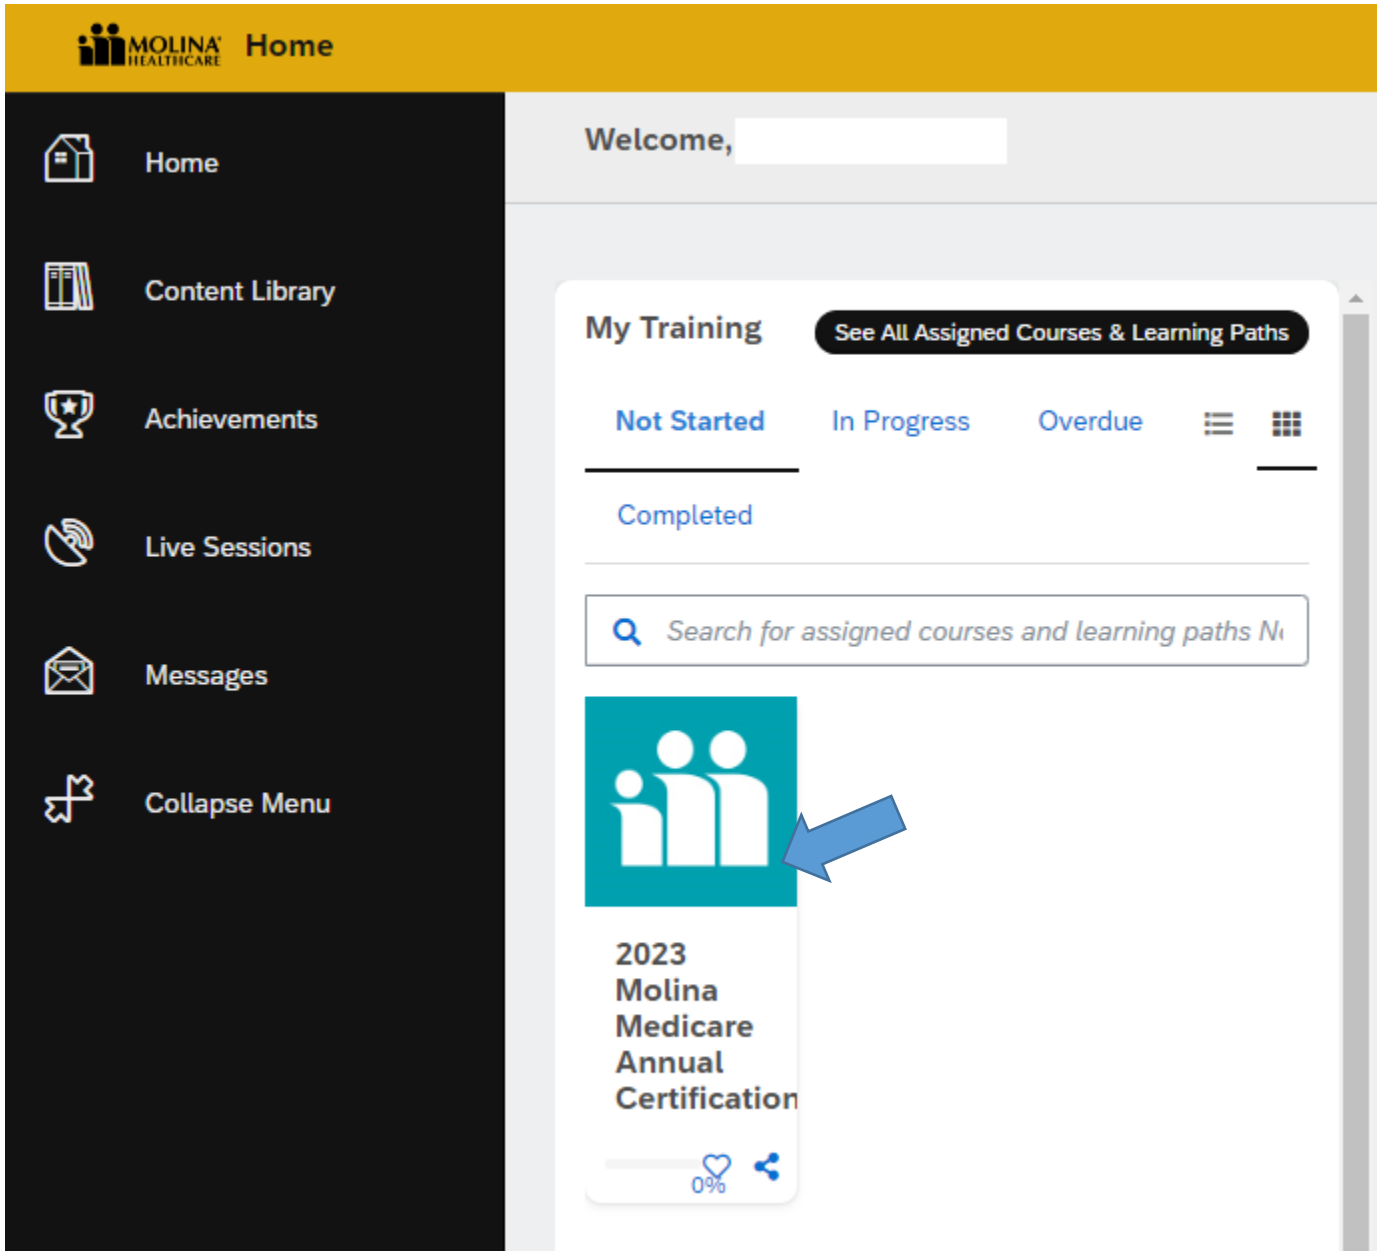 MOLINA HEALTHCARE Home
Home
Content Library
Achievements
Live Sessions
Messages
Collapse Menu
Welcome,
My Training
See All Assigned Courses & Learning Paths
Not Started
In Progress
Overdue
Completed
Search for assigned courses and learning paths
2023
Molina
Medicare
Annual
Certification
0%